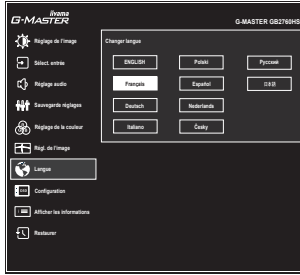 iiyama
G-MASTER
G-MASTER GB2760HS
Réglage de l'image
Sélect. entrée
Réglage audio
Sauvegarde réglages
Réglage de la couleur
Régl. de l'image
Langue
Configuration
Afficher les informations
Restaurer
Changer langue
ENGLISH
Polski
Русский
Français
Español
日本語
Deutsch
Nederlands
Italiano
Česky
OSD